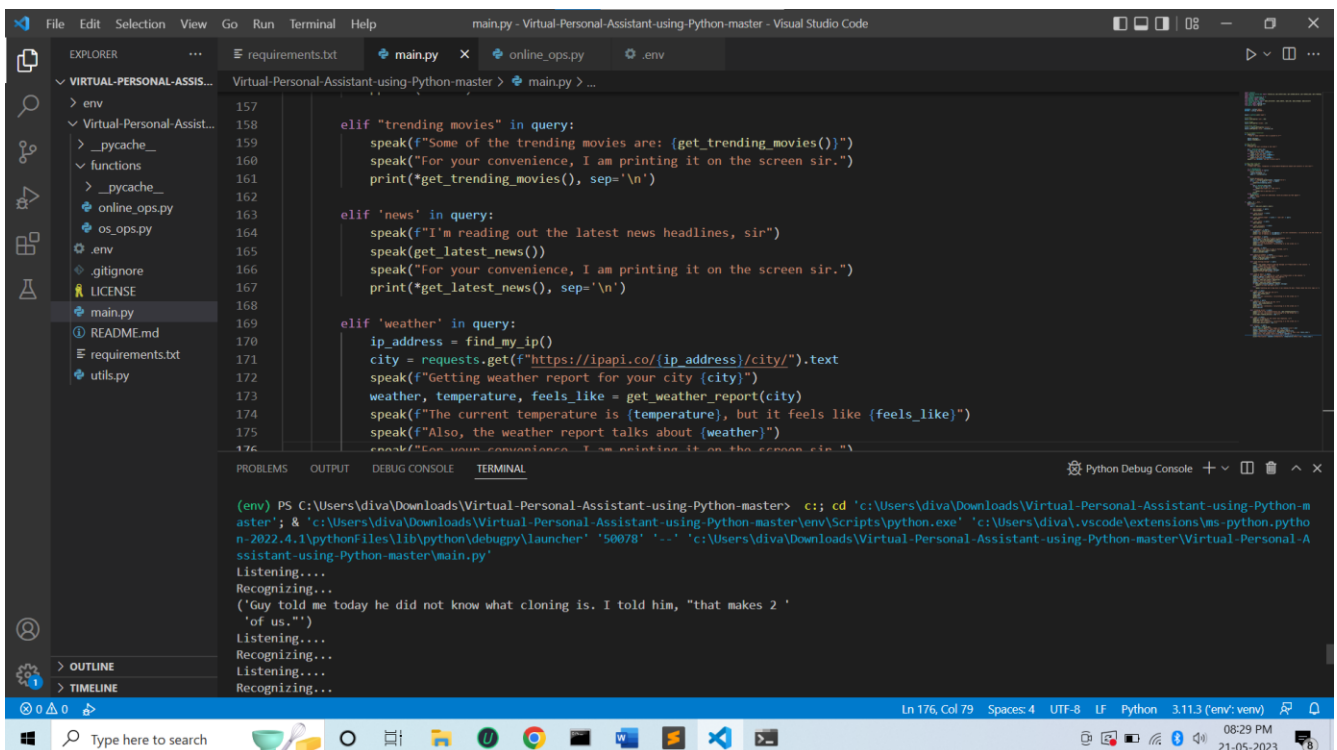 File Edit Selection View Go Run Terminal Help main.py - Virtual-Personal-Assistant-using-Python-master - Visual Studio Code
EXPLORER ...
requirements.txt main.py online_ops.py .env
VIRTUAL-PERSONAL-ASSIS...
env
Virtual-Personal-Assist...
__pycache__
functions
__pycache__
online_ops.py
os_ops.py
.env
.gitignore
LICENSE
main.py
README.md
requirements.txt
utils.py
OUTLINE
TIMELINE
Virtual-Personal-Assistant-using-Python-master > main.py > ...
157
158 elif "trending movies" in query:
159 speak(f"Some of the trending movies are: {get_trending_movies()}")
160 speak("For your convenience, I am printing it on the screen sir.")
161 print(*get_trending_movies(), sep='\n')
162
163 elif 'news' in query:
164 speak(f"I'm reading out the latest news headlines, sir")
165 speak(get_latest_news())
166 speak("For your convenience, I am printing it on the screen sir.")
167 print(*get_latest_news(), sep='\n')
168
169 elif 'weather' in query:
170 ip_address = find_my_ip()
171 city = requests.get(f"https://ipapi.co/{ip_address}/city/").text
172 speak(f"Getting weather report for your city {city}")
173 weather, temperature, feels_like = get_weather_report(city)
174 speak(f"The current temperature is {temperature}, but it feels like {feels_like}")
175 speak(f"Also, the weather report talks about {weather}")
176 speak("For your convenience, I am printing it on the screen sir.")
PROBLEMS OUTPUT DEBUG CONSOLE TERMINAL Python Debug Console
(env) PS C:\Users\diva\Downloads\Virtual-Personal-Assistant-using-Python-master> c:; cd 'c:\Users\diva\Downloads\Virtual-Personal-Assistant-using-Python-m
aster'; & 'c:\Users\diva\Downloads\Virtual-Personal-Assistant-using-Python-master\env\Scripts\python.exe' 'c:\Users\diva\.vscode\extensions\ms-python.pytho
n-2022.4.1\pythonFiles\lib\python\debugpy\launcher' '50078' '--' 'c:\Users\diva\Downloads\Virtual-Personal-Assistant-using-Python-master\Virtual-Personal-A
ssistant-using-Python-master\main.py'
Listening....
Recognizing...
('Guy told me today he did not know what cloning is. I told him, "that makes 2 '
'of us."')
Listening....
Recognizing...
Listening....
Recognizing...
1
0 0 Ln 176, Col 79 Spaces: 4 UTF-8 LF Python 3.11.3 ('env': venv)
Type here to search
08:29 PM
21-05-2023
8